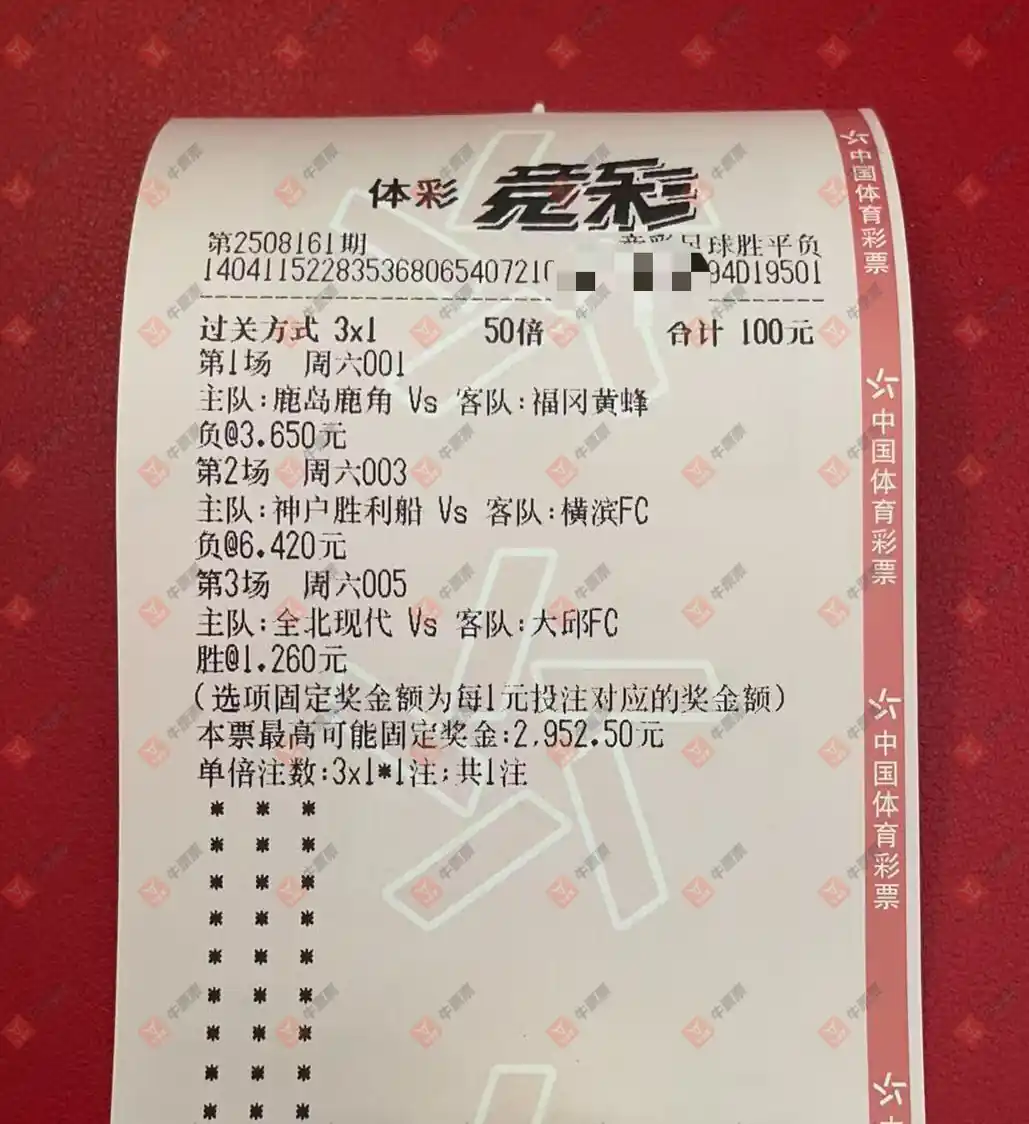 体彩 竞彩
第2508161期 竞彩足球胜平负
140411522835368065407210 94D19501
过关方式 3x1 50倍 合计 100元
第1场 周六001
主队:鹿岛鹿角 Vs 客队:福冈黄蜂
负@3.650元
第2场 周六003
主队:神户胜利船 Vs 客队:横滨FC
负@6.420元
第3场 周六005
主队:全北现代 Vs 客队:大邱FC
胜@1.260元
(选项固定奖金额为每1元投注对应的奖金额)
本票最高可能固定奖金:2,952.50元
单倍注数:3x1*1注;共1注
中国体育彩票
中国体育彩票
中国体育彩票